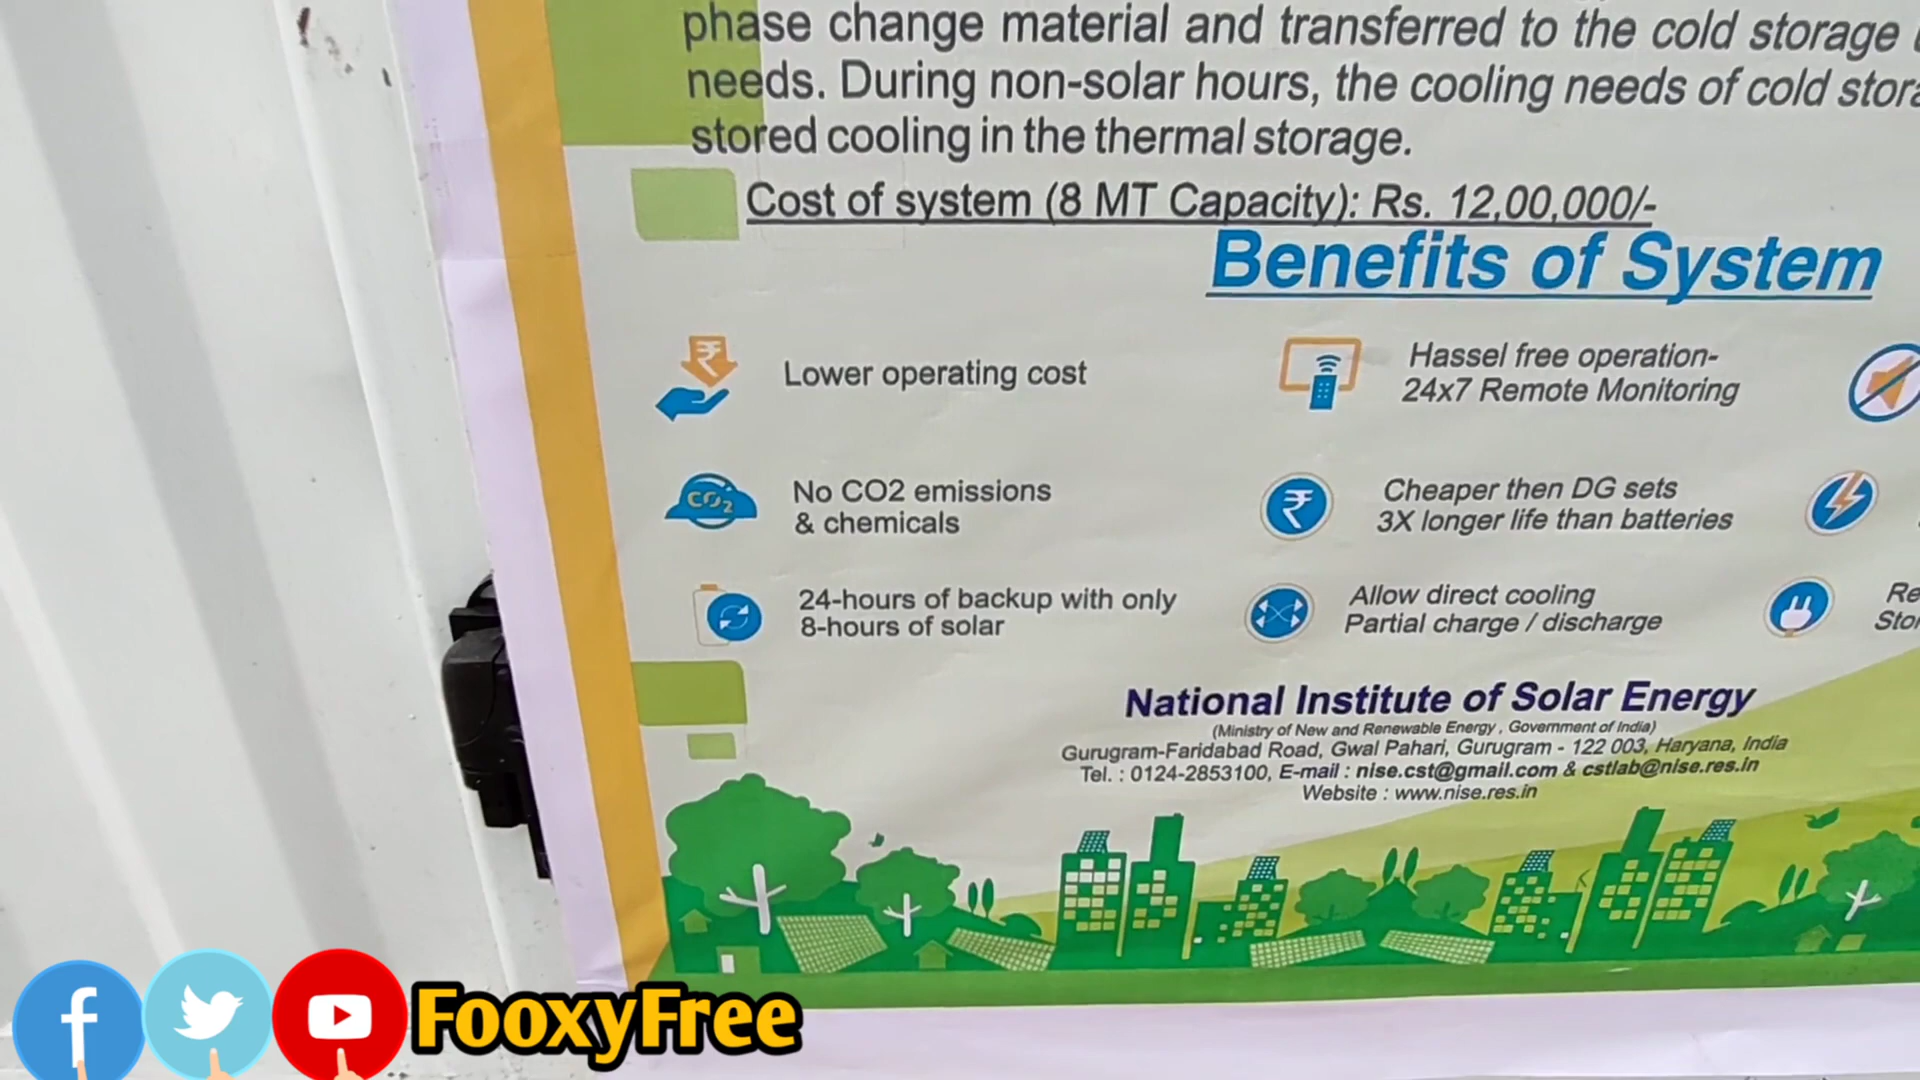 phase change material and transferred to the cold storage
needs. During non-solar hours, the cooling needs of cold
stored cooling in the thermal storage.
Cost of system (8 MT Capacity): Rs. 12,00,000/-
Benefits of System
Lower operating cost
Hassel free operation-
24x7 Remote Monitoring
CO2
No CO2 emissions
& chemicals
Cheaper then DG sets
3X longer life than batteries
24-hours of backup with only
8-hours of solar
Allow direct cooling
Partial charge / discharge
National Institute of Solar Energy
(Ministry of New and Renewable Energy , Government of India)
Gurugram-Faridabad Road, Gwal Pahari, Gurugram - 122 003, Haryana, India
Tel. : 0124-2853100, E-mail : nise.cst@gmail.com & cstlab@nise.res.in
Website : www.nise.res.in
FooxyFree